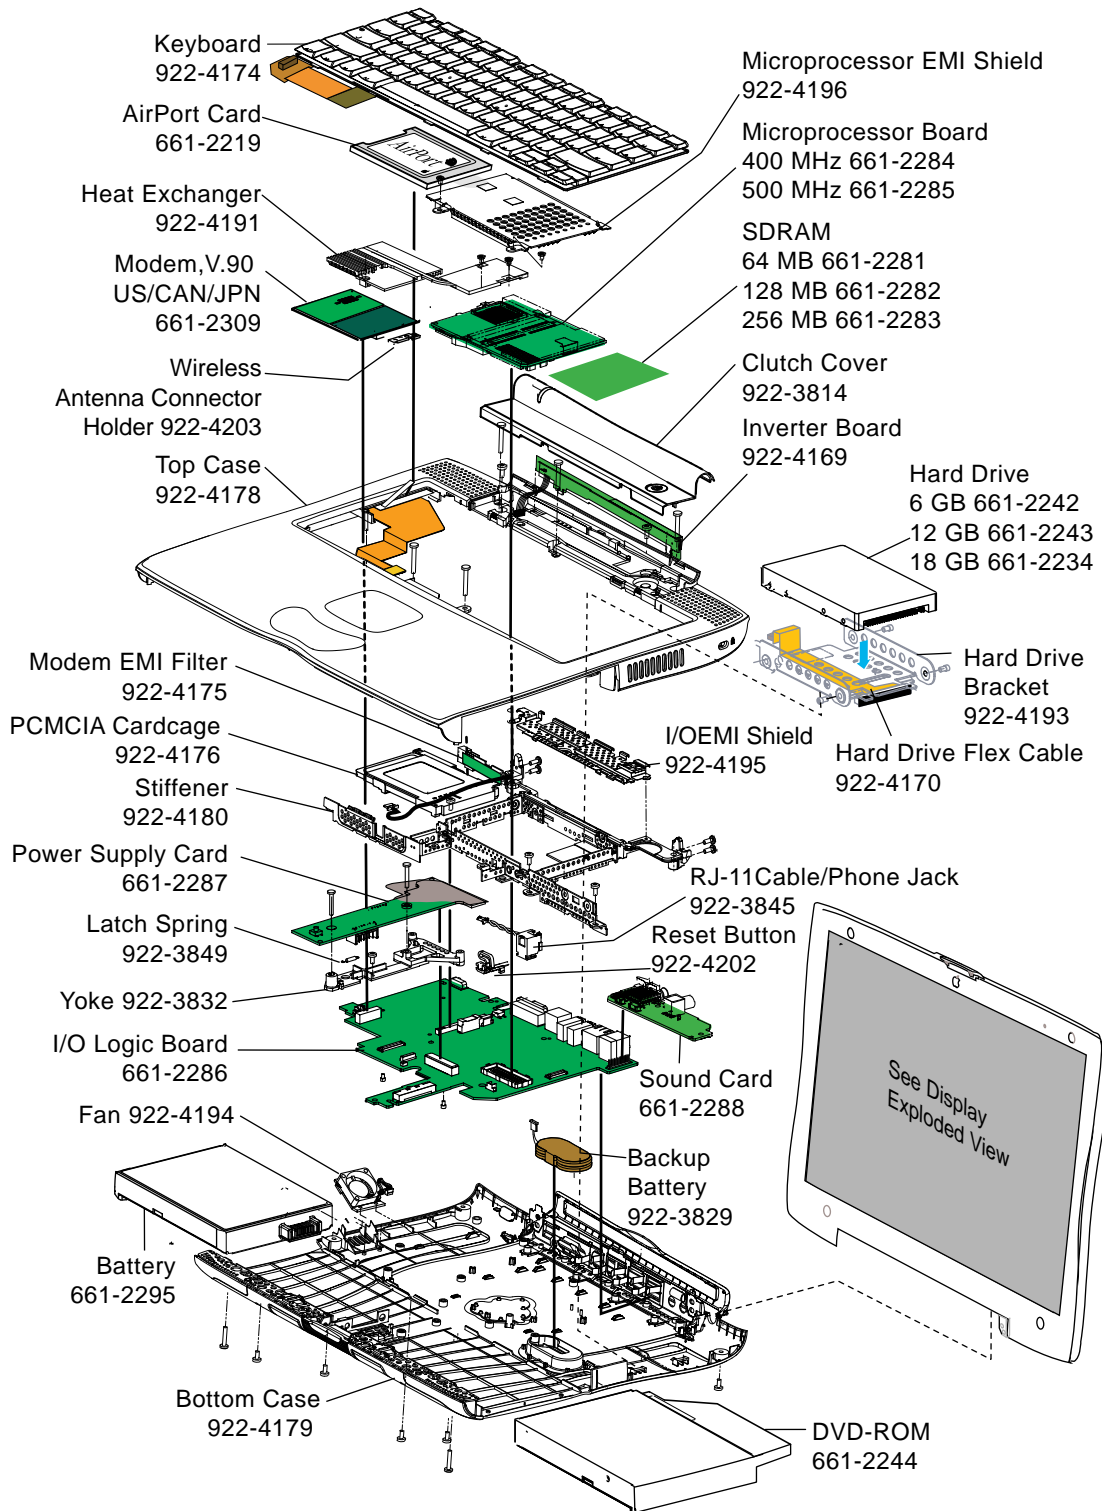 Keyboard
922-4174
AirPort Card
661-2219
AirPort
Heat Exchanger
922-4191
Modem,V.90
US/CAN/JPN
661-2309
Wireless
Antenna Connector
Holder 922-4203
Top Case
922-4178
Microprocessor EMI Shield
922-4196
Microprocessor Board
400 MHz 661-2284
500 MHz 661-2285
SDRAM
64 MB 661-2281
128 MB 661-2282
256 MB 661-2283
Clutch Cover
922-3814
Inverter Board
922-4169
Hard Drive
6 GB 661-2242
12 GB 661-2243
18 GB 661-2234
Hard Drive
Bracket
922-4193
Hard Drive Flex Cable
922-4170
Modem EMI Filter
922-4175
PCMCIA Cardcage
922-4176
Stiffener
922-4180
Power Supply Card
661-2287
Latch Spring
922-3849
Yoke 922-3832
I/O Logic Board
661-2286
Fan 922-4194
I/OEMI Shield
922-4195
RJ-11Cable/Phone Jack
922-3845
Reset Button
922-4202
Sound Card
661-2288
See Display
Exploded View
Backup
Battery
922-3829
Battery
661-2295
Bottom Case
922-4179
DVD-ROM
661-2244